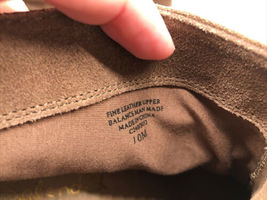 FINE LEATHER UPPER
BALANCE MAN MADE
MADE IN CHINA
10M